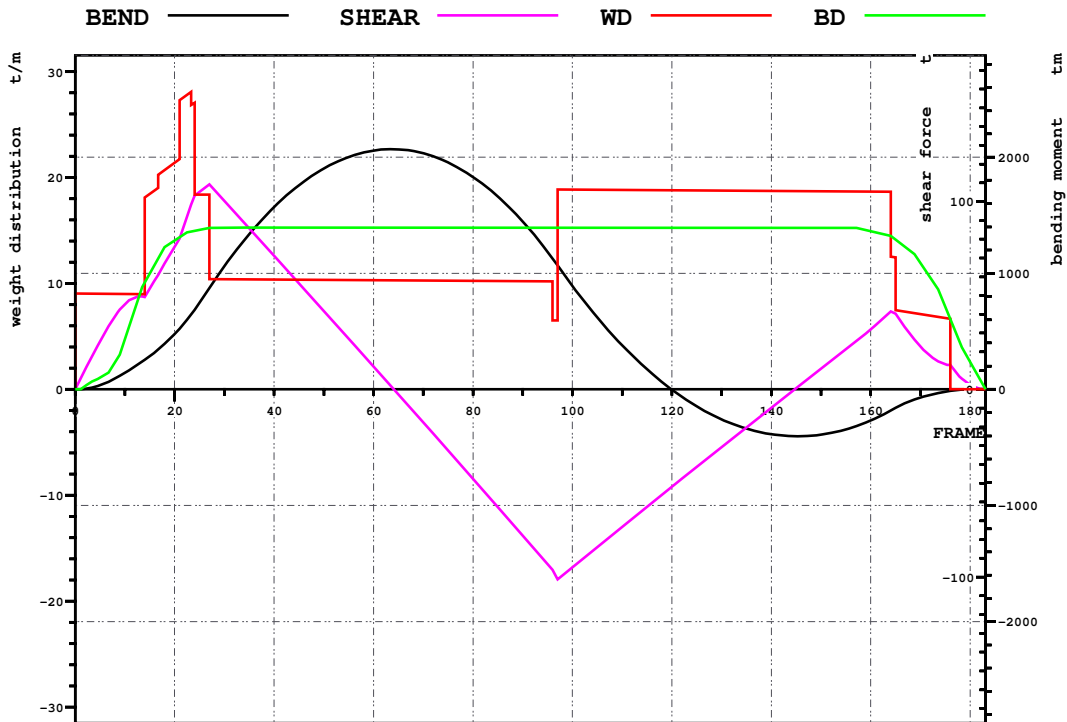 BEND SHEAR WD BD
weight distribution t/m
30
20
10
0
-10
-20
-30
0 20 40 60 80 100 120 140 160 180
FRAME
shear force t
100
0
-100
bending moment tm
2000
1000
0
-1000
-2000